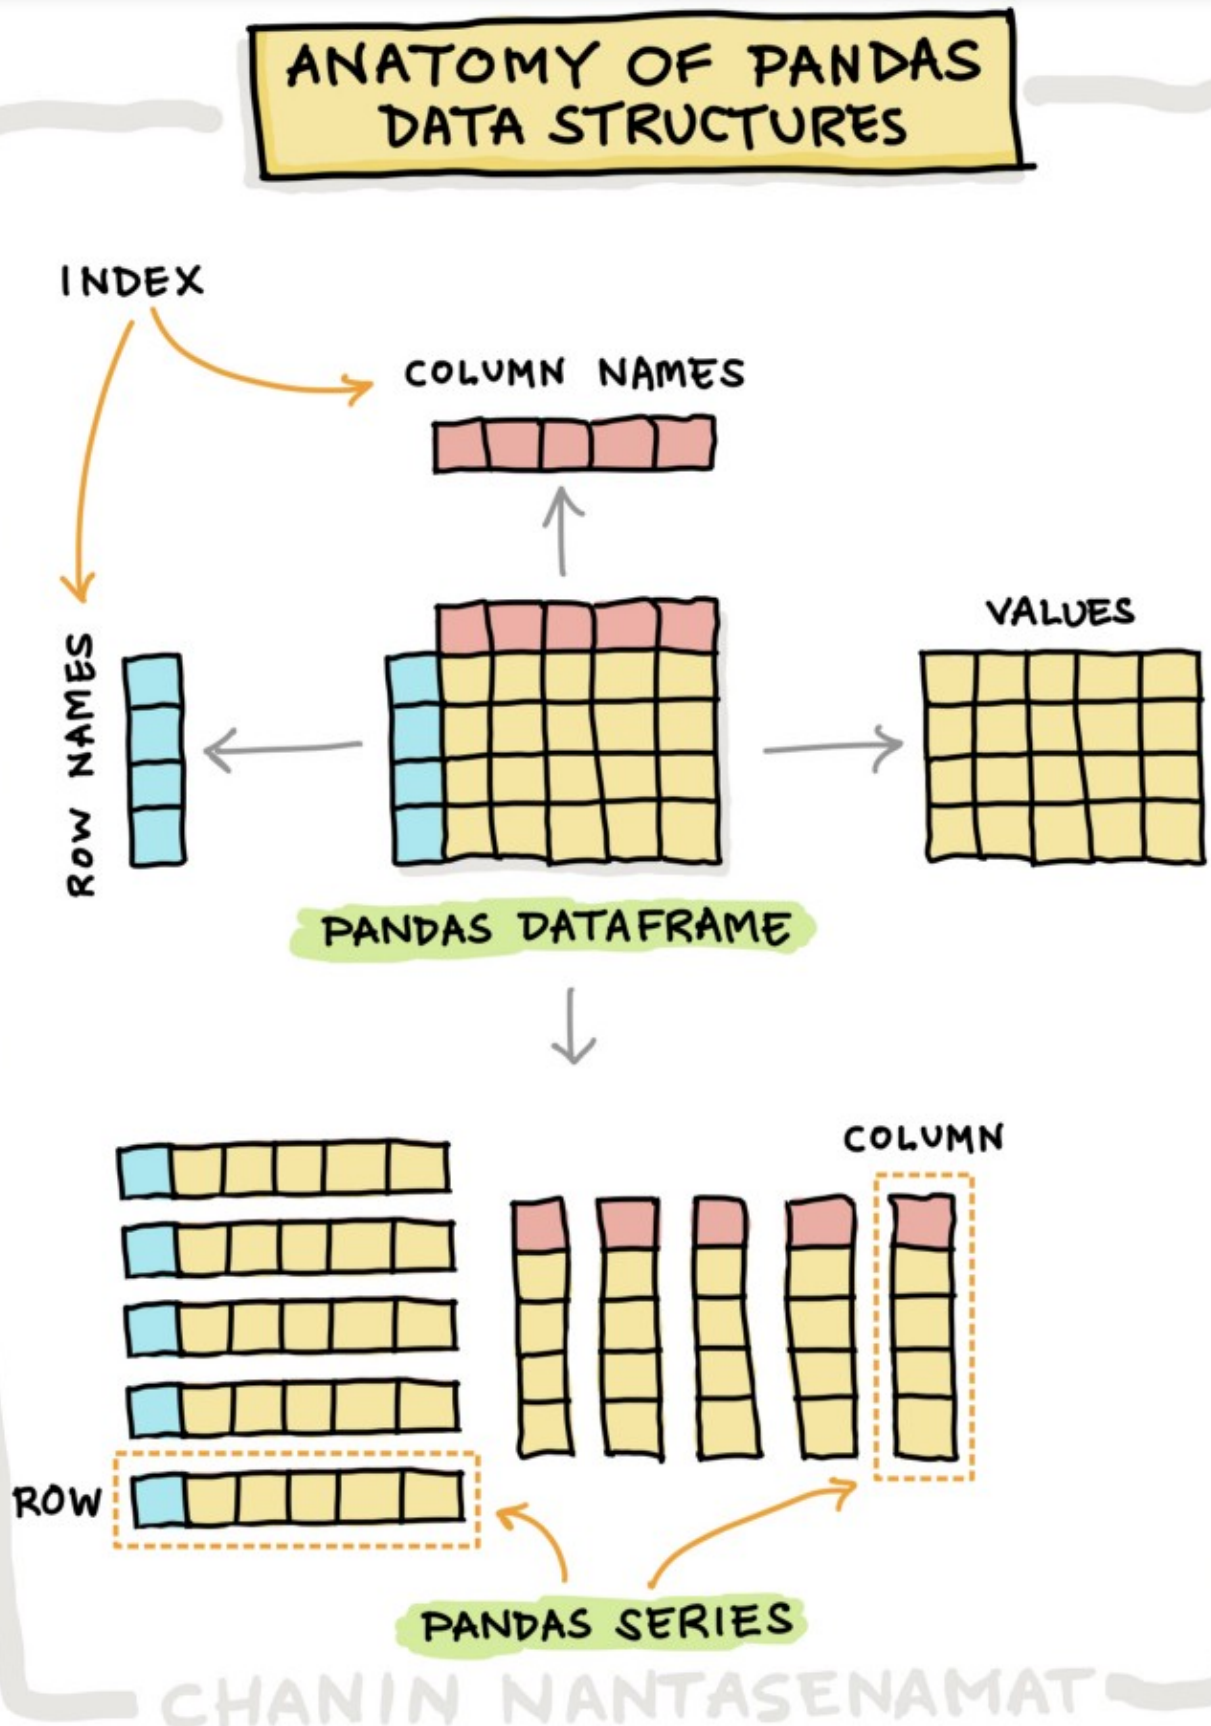 ANATOMY OF PANDAS
DATA STRUCTURES
INDEX
COLUMN NAMES
ROW NAMES
VALUES
PANDAS DATAFRAME
COLUMN
ROW
PANDAS SERIES
CHANIN NANTASENAMAT